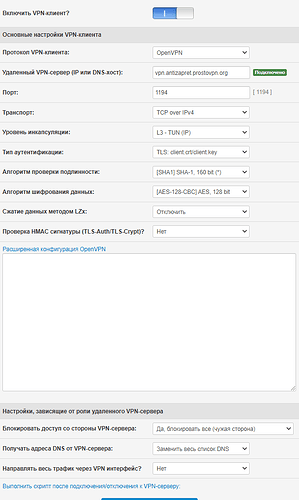 Включить VPN-клиент?
Основные настройки VPN-клиента
Протокол VPN-клиента: OpenVPN
Удаленный VPN-сервер (IP или DNS-хост): vpn.antizapret.prostovpn.org Подключено
Порт: 1194 [ 1194 ]
Транспорт: TCP over IPv4
Уровень инкапсуляции: L3 - TUN (IP)
Тип аутентификации: TLS: client.crt/client.key
Алгоритм проверки подлинности: [SHA1] SHA-1, 160 bit (*)
Алгоритм шифрования данных: [AES-128-CBC] AES, 128 bit
Сжатие данных методом LZx: Отключить
Проверка HMAC сигнатуры (TLS-Auth/TLS-Crypt)? Нет
Расширенная конфигурация OpenVPN
Настройки, зависящие от роли удаленного VPN-сервера
Блокировать доступ со стороны VPN-сервера: Да, блокировать все (чужая сторона)
Получать адреса DNS от VPN-сервера: Заменить весь список DNS
Направлять весь трафик через VPN интерфейс? Нет
Выполнить скрипт после подключения/отключения к VPN-серверу: